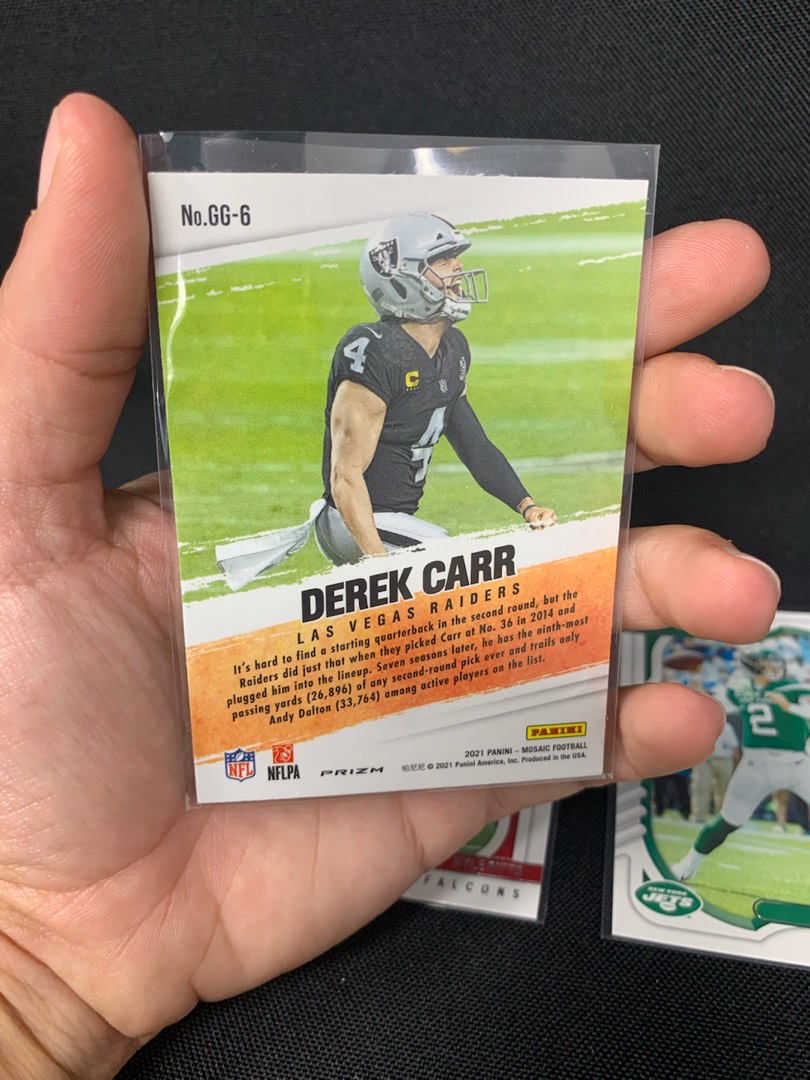 No.GG-6
4
C
4
DEREK CARR
LAS VEGAS RAIDERS
It's hard to find a starting quarterback in the second round, but the
Raiders did just that when they picked Carr at No. 36 in 2014 and
plugged him into the lineup. Seven seasons later, he has the ninth-most
passing yards (26,896) of any second-round pick ever and trails only
Andy Dalton (33,764) among active players on the list.
PANINI
2021 PANINI – MOSAIC FOOTBALL
NFL
NFLPA
PRIZM
帕尼尼 © 2021 Panini America, Inc. Produced in the USA.
FALCONS
2
NEW YORK
JETS